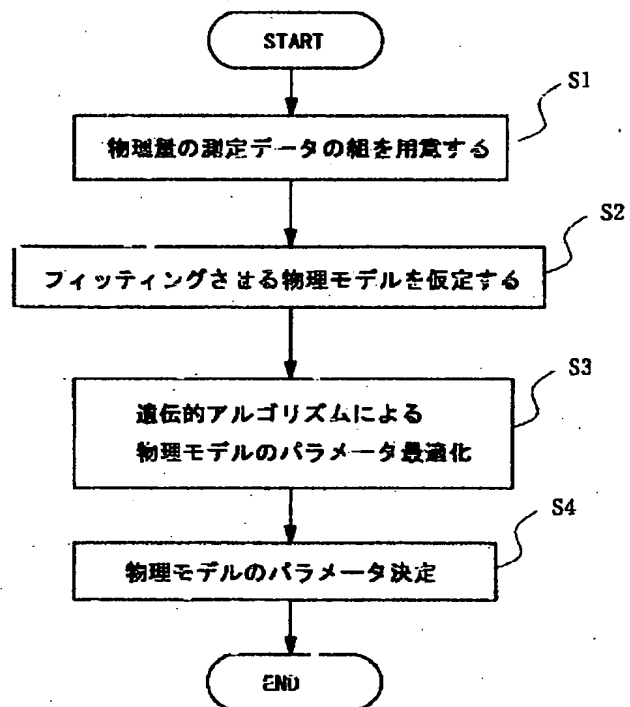 START
S1
物理量の測定データの組を用意する
S2
フィッティングさせる物理モデルを仮定する
S3
遺伝的アルゴリズムによる
物理モデルのパラメータ最適化
S4
物理モデルのパラメータ決定
END